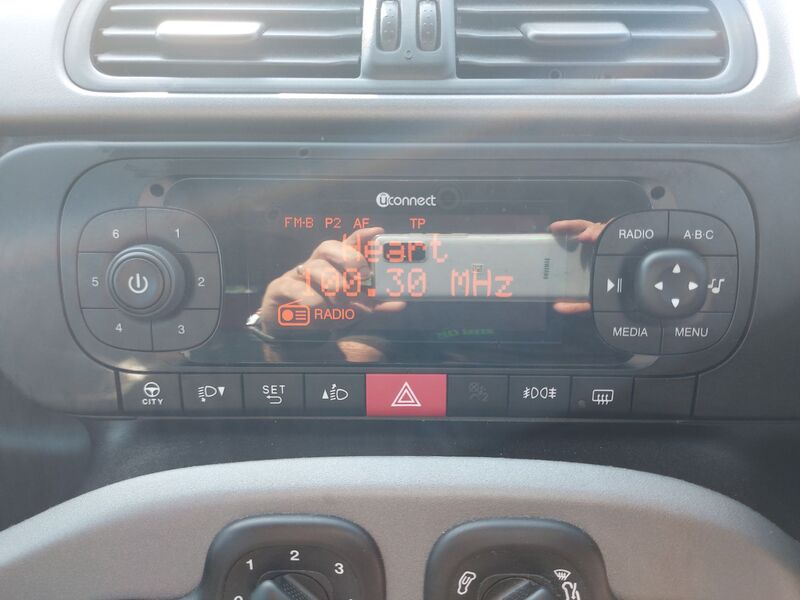 Uconnect
FM-B P2 AF TP
Heart
100.30 MHz
RADIO
6 1
5 2
4 3
RADIO A·B·C
MEDIA MENU
CITY
SET
1 2 3